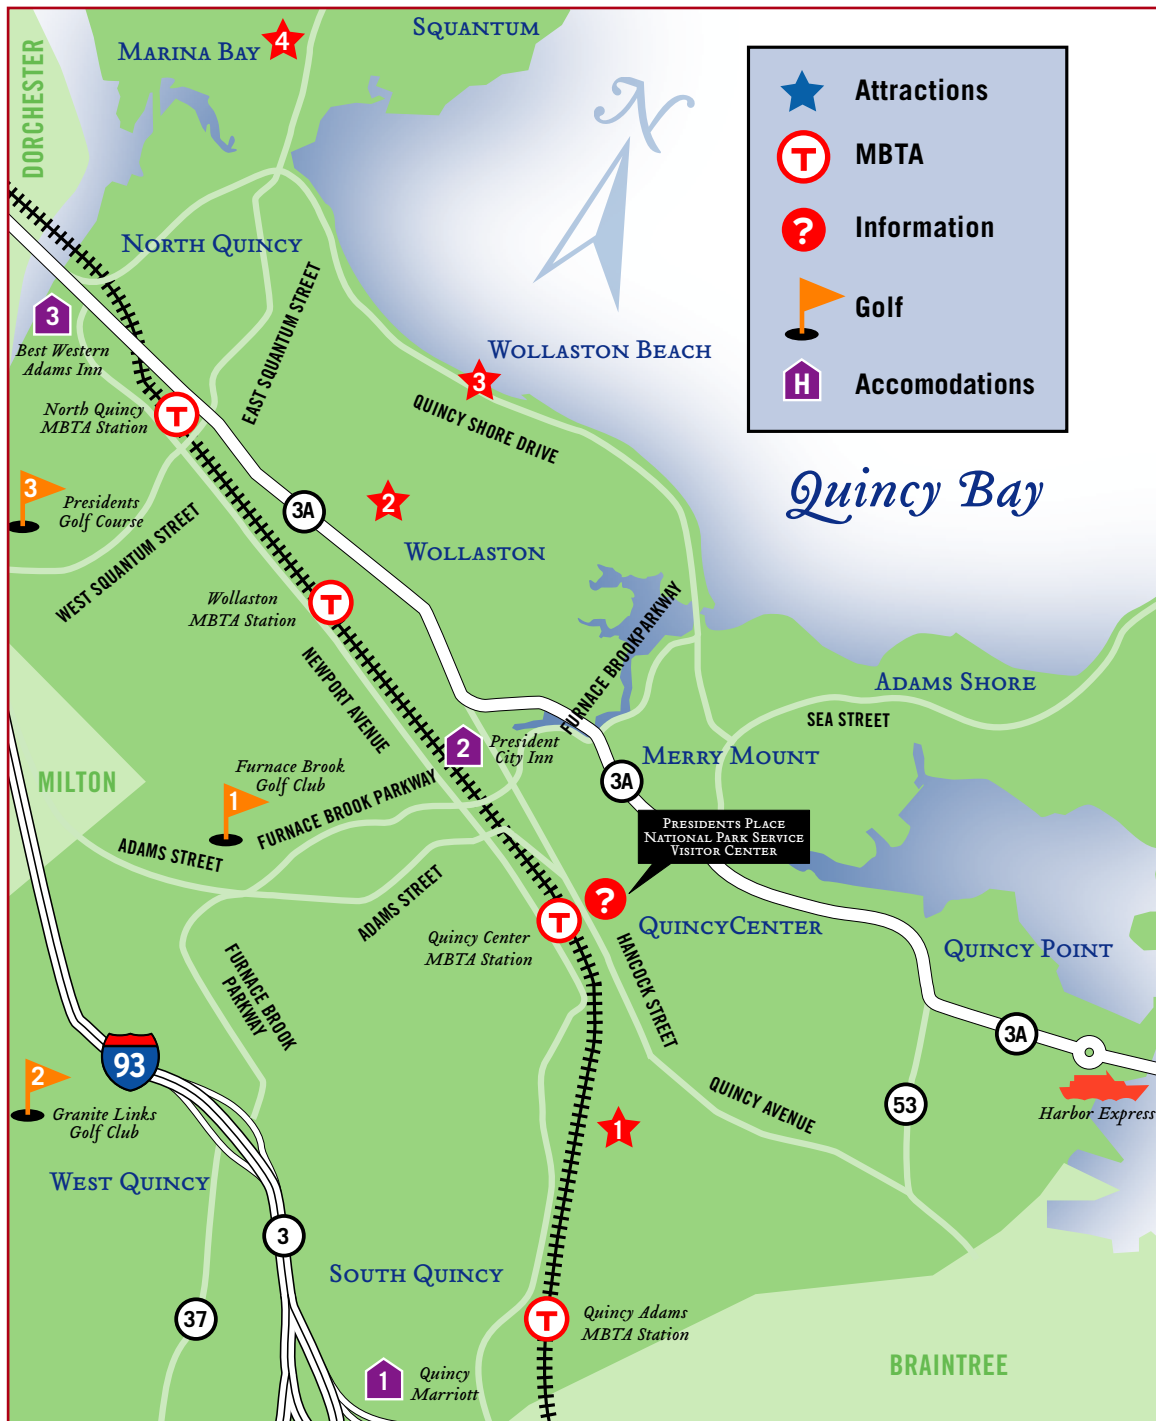 SQUANTUM
MARINA BAY
4
DORCHESTER
N
Attractions
T
MBTA
?
Information
Golf
H
Accomodations
NORTH QUINCY
EAST SQUANTUM STREET
3
Best Western
Adams Inn
WOLLASTON BEACH
3
QUINCY SHORE DRIVE
North Quincy
MBTA Station
T
Quincy Bay
3
Presidents
Golf Course
3A
2
WOLLASTON
WEST SQUANTUM STREET
Wollaston
MBTA Station
T
NEWPORT AVENUE
FURNACE BROOKPARKWAY
ADAMS SHORE
SEA STREET
2
President
City Inn
MERRY MOUNT
3A
MILTON
Furnace Brook
Golf Club
1
FURNACE BROOK PARKWAY
ADAMS STREET
PRESIDENTS PLACE
NATIONAL PARK SERVICE
VISITOR CENTER
ADAMS STREET
?
T
Quincy Center
MBTA Station
QUINCYCENTER
QUINCY POINT
HANCOCK STREET
FURNACE BROOK
PARKWAY
3A
93
2
Granite Links
Golf Club
QUINCY AVENUE
53
Harbor Express
1
WEST QUINCY
3
SOUTH QUINCY
37
T
Quincy Adams
MBTA Station
1
Quincy
Marriott
BRAINTREE